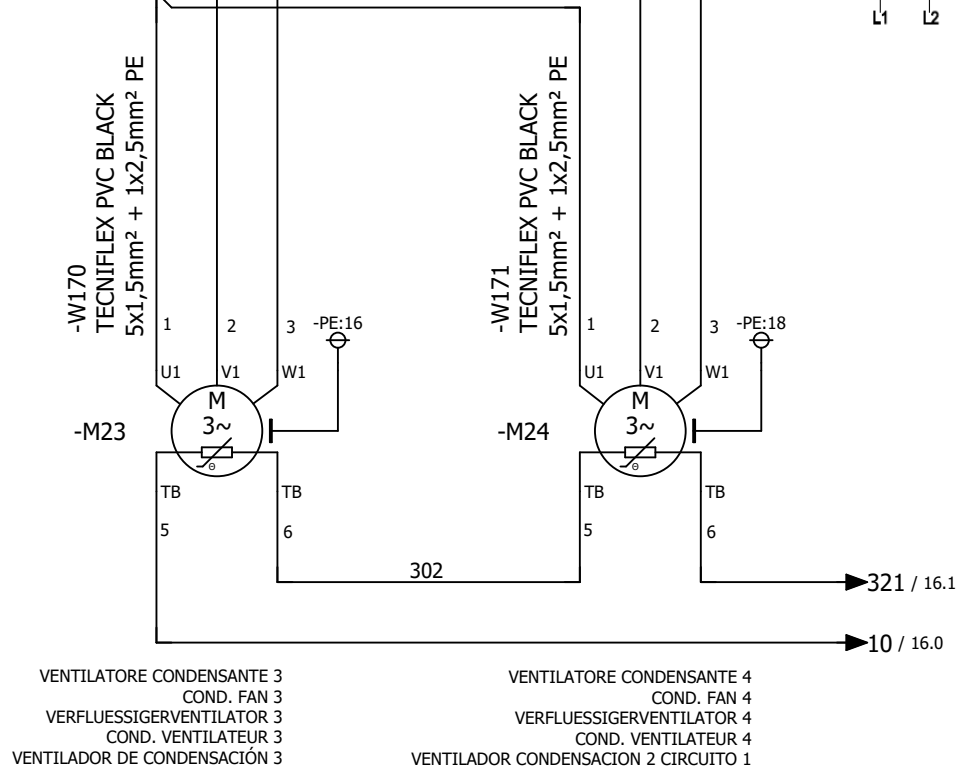 L1 L2
-W170
TECNIFLEX PVC BLACK
5x1,5mm² + 1x2,5mm² PE
-W171
TECNIFLEX PVC BLACK
5x1,5mm² + 1x2,5mm² PE
1 2 3 -PE:16
1 2 3 -PE:18
U1 V1 W1
U1 V1 W1
-M23
M
3~
Θ
-M24
M
3~
Θ
TB TB
TB TB
5 6
5 6
302
321 / 16.1
10 / 16.0
VENTILATORE CONDENSANTE 3
COND. FAN 3
VERFLUESSIGERVENTILATOR 3
COND. VENTILATEUR 3
VENTILADOR DE CONDENSACIÓN 3
VENTILATORE CONDENSANTE 4
COND. FAN 4
VERFLUESSIGERVENTILATOR 4
COND. VENTILATEUR 4
VENTILADOR CONDENSACION 2 CIRCUITO 1